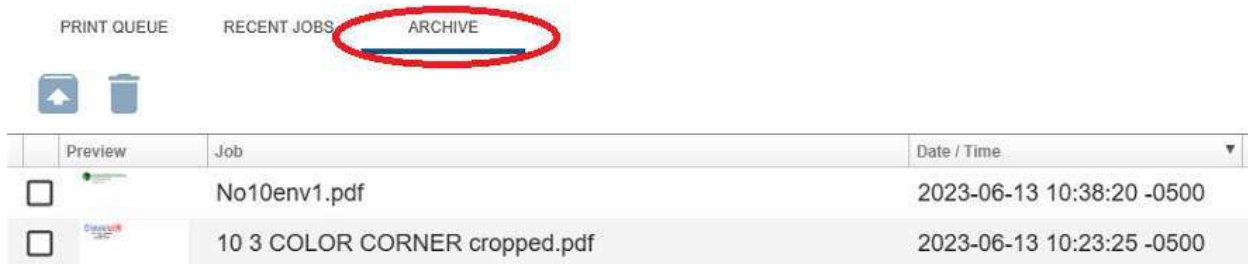 PRINT QUEUE RECENT JOBS ARCHIVE
Preview Job Date / Time
No10env1.pdf 2023-06-13 10:38:20 -0500
10 3 COLOR CORNER cropped.pdf 2023-06-13 10:23:25 -0500